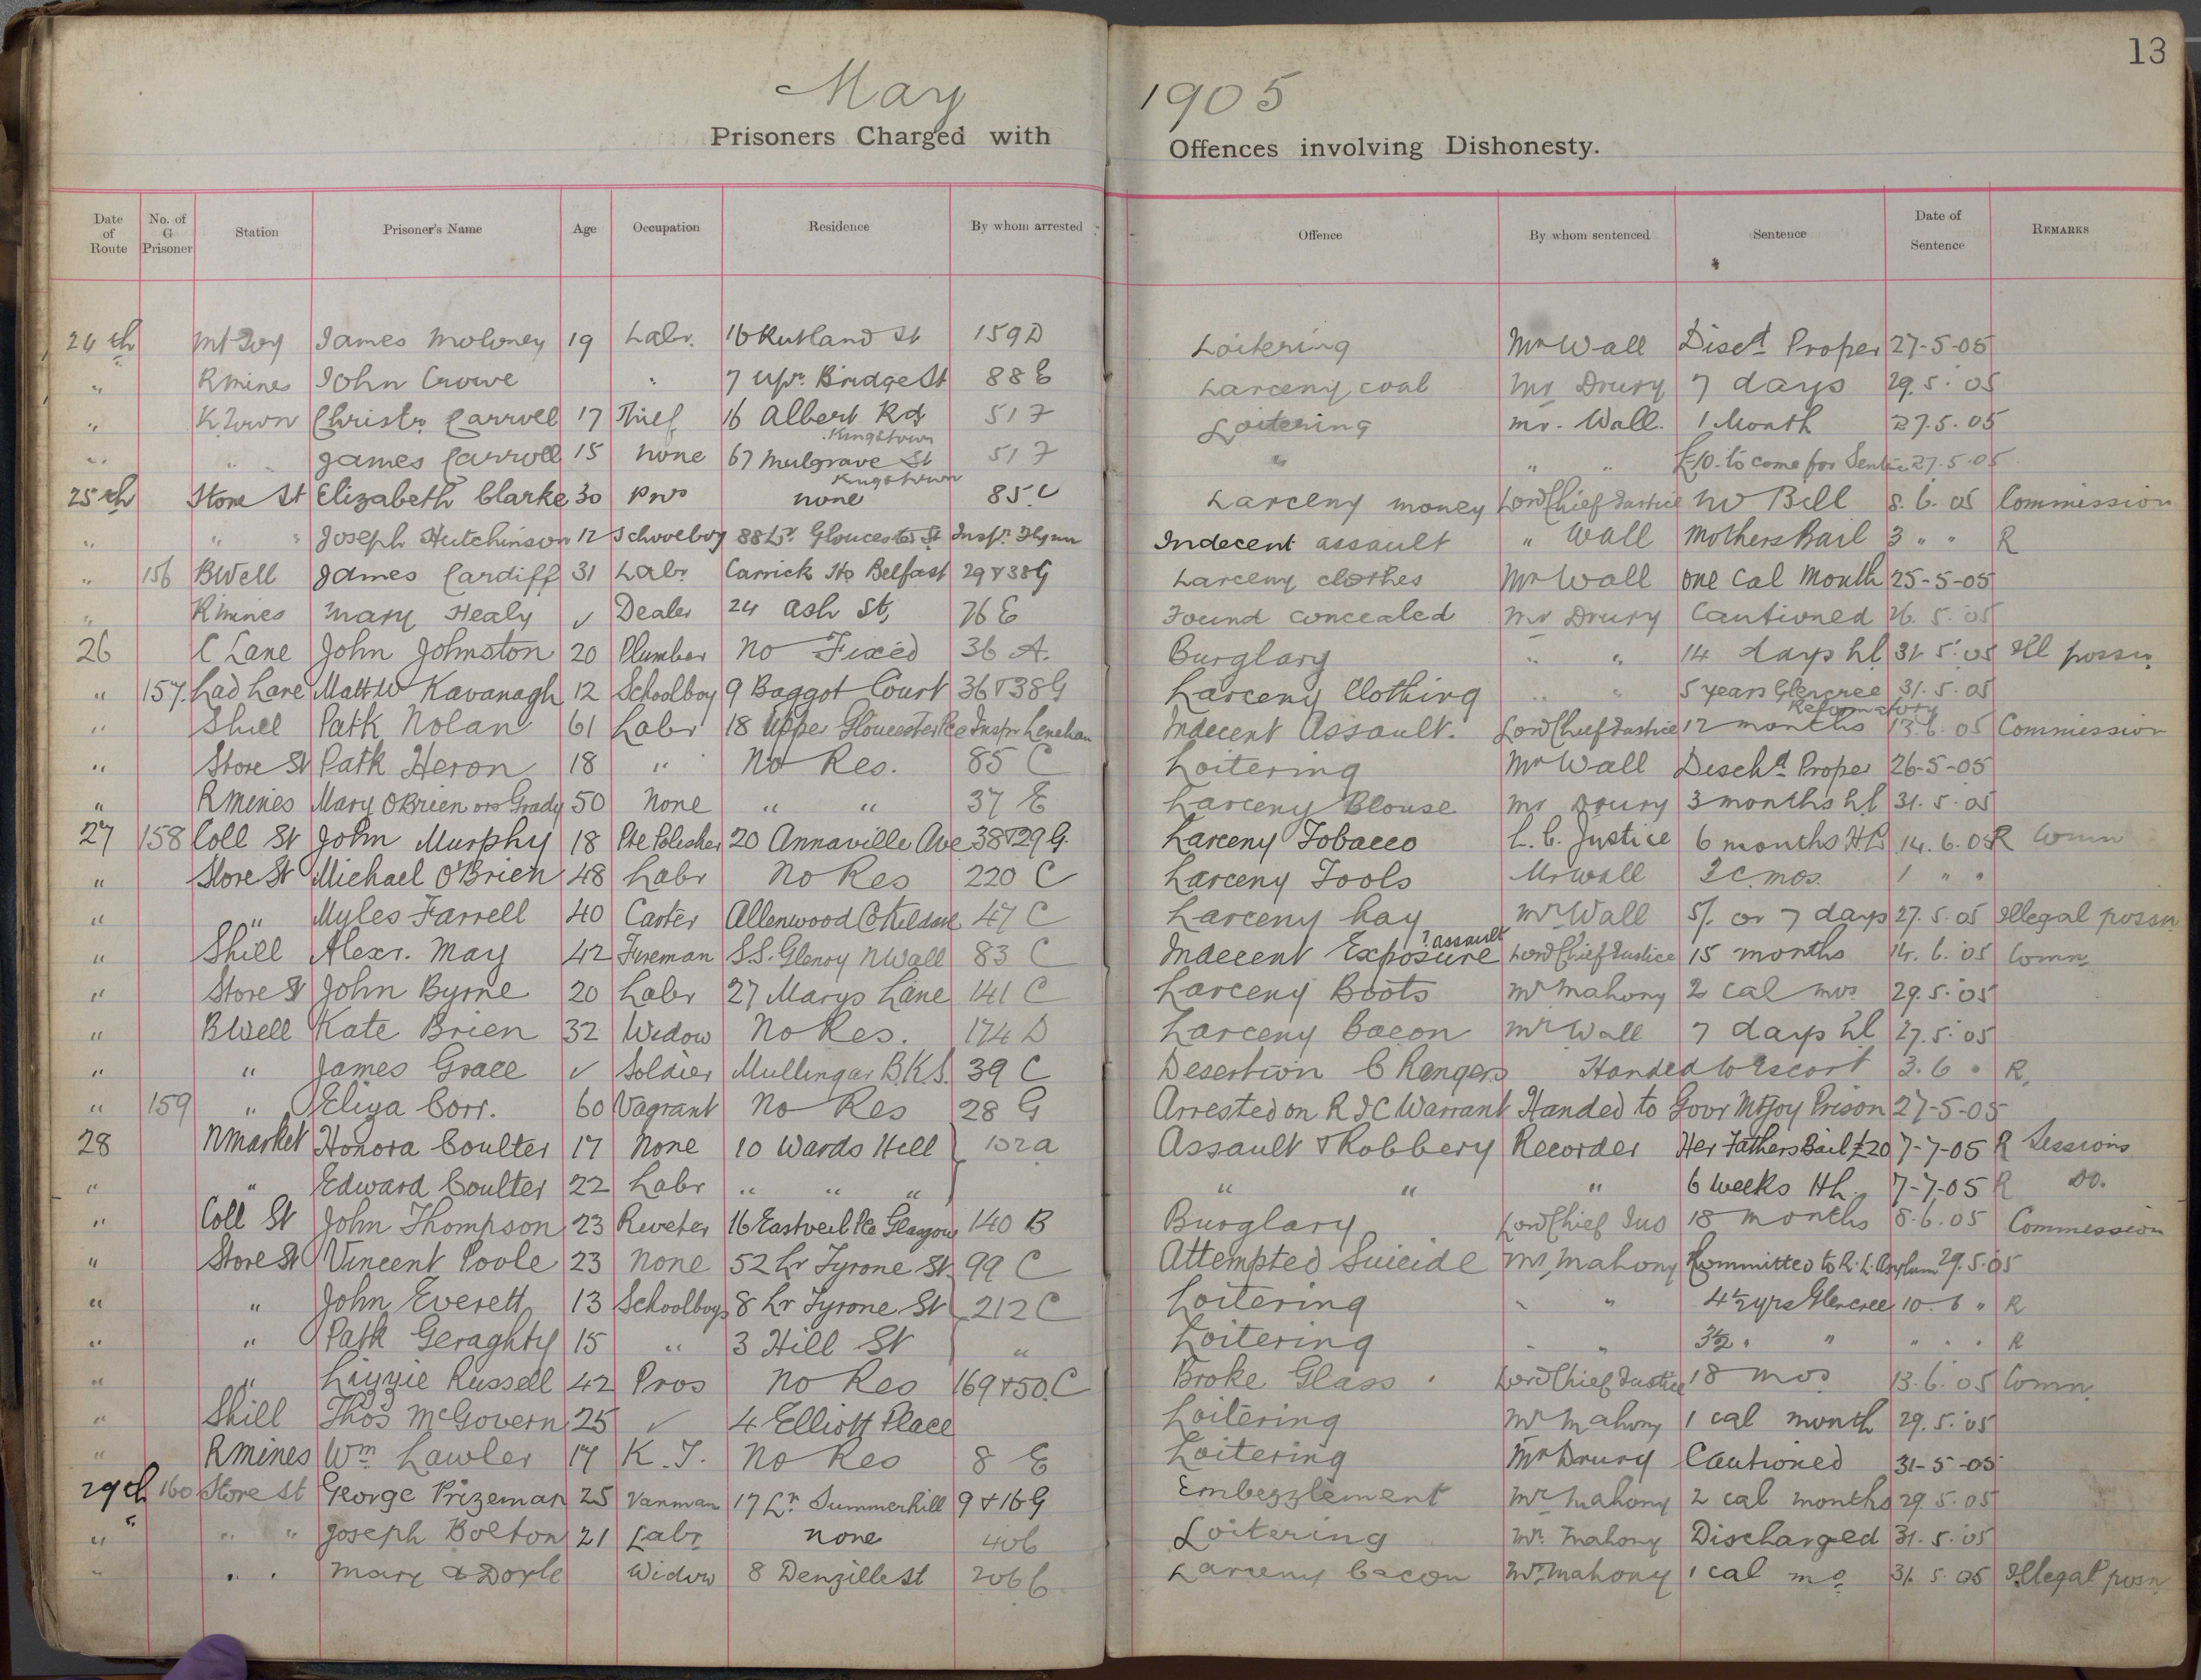 13
May 1905
Prisoners Charged with Offences involving Dishonesty.
Date of Route No. of G Prisoner Station Prisoner's Name Age Occupation Residence By whom arrested Offence By whom sentenced Sentence Date of Sentence REMARKS
24th MtJoy James Moloney 19 Labr. 16 Rutland St 159 D Loitering Mr Wall Discd Proper 27-5-05
" Rmines John Crowe " 7 Upr. Bridge St 88 E Larceny coal Mr Drury 7 days 29.5.05
" K.Town Christr Carroll 17 Thief 16 Albert Rd Kingstown 51 F Loitering Mr. Wall. 1 Month 27.5.05
" " James Carroll 15 none 67 Mulgrave St Kingstown 51 F " " " £10. to come for Sentce 27.5.05
25th Store St Elizabeth Clarke 30 Pros none 85 C Larceny money Lord Chief Justice No Bill 8.6.05 Commission
" " " Joseph Hutchinson 12 Schoolboy 88 Lr. Gloucester St Inspr. Flynn Indecent assault " Wall Mothers Bail 3 " " R
" 156 BWell James Cardiff 31 Labr Carrick Ho Belfast 29 & 38 G Larceny clothes Mr Wall one Cal Month 25-5-05
" Rmines Mary Healy ✓ Dealer 24 Ash St, 76 E Found concealed Mr Drury Cautioned 26.5.05
26 C Lane John Johnston 20 Plumber No Fixed 36 A. Burglary " " 14 days hl 31.5.05 Ill possn
" 157. Lad Lane Mattw Kavanagh 12 Schoolboy 9 Baggot Court 36 & 38 G Larceny Clothing " " 5 years Glencree Reformatory 31.5.05
" Shill Patk Nolan 61 Labr 18 Upper Gloucester Pce Inspr Lenehan Indecent Assault. Lord Chief Justice 12 months 13.6.05 Commission
" Store St Patk Heron 18 " No Res. 85 C Loitering Mr Wall Dischd Proper 26-5-05
" Rmines Mary OBrien ors Grady 50 None " " 37 E Larceny Blouse Mr Drury 3 months hl 31.5.05
27 158 Coll St John Murphy 18 Polisher 20 Annaville Ave 38 & 29 G. Larceny Tobacco L. C. Justice 6 months HL 14.6.05 R Comn
" Store St Michael O'Brien 48 Labr No Res 220 C Larceny Tools Mr Wall 2 c. mos. 1 " "
" " Myles Farrell 40 Carter Allenwood Co Kildare 47 C Larceny hay Mr Wall 5/. or 7 days 27.5.05 Illegal possn
" Shill Alexr. May 42 Fireman S.S. Glenoy N Wall 83 C Indecent Exposure ? assault Lord Chief Justice 15 months 14.6.05 Comn
" Store St John Byrne 20 Labr 27 Marys Lane 141 C Larceny Boots Mr Mahony 2 cal mos 29.5.05
" BWell Kate Brien 32 Widow No Res. 174 D Larceny Bacon Mr Wall 7 days hl 27.5.05
" " James Grace ✓ Soldier Mullingar B.K.S. 39 C Desertion C Rangers Handed to Escort 3.6 " R.
" 159 " Eliza Corr. 60 Vagrant No Res 28 G Arrested on R I C Warrant Handed to Govr Mtjoy Prison 27-5-05
28 Nmarket Honora Coulter 17 None 10 Wards Hill 152 a Assault & Robbery Recorder Her Fathers Bail £20 7-7-05 R Sessions
" " Edward Coulter 22 Labr " " " " " " 6 weeks Hh. 7-7-05 R Do.
" Coll St John Thompson 23 Riveter 16 Pce Glasgow 140 B Burglary Lord Chief Jus 18 months 8.6.05 Commission
" Store St Vincent Poole 23 None 52 Lr Tyrone St. 99 C Attempted Suicide Mr Mahony Committed to R. L. Asylum 29.5.05
" " John Everett 13 Schoolboys 8 Lr Tyrone St 212 C Loitering " " 4½ yrs Glencree 10.6 " R
" " Patk Geraghty 15 " 3 Hill St " Loitering " " 3½ " " " " " R
" " Lizzie Russell 42 Pros No Res 169 & 50. C Broke Glass Lord Chief Justice 18 mos 13.6.05 Comn.
" Shill Thos McGovern 25 ✓ 4 Elliott Place Loitering Mr Mahony 1 cal month 29.5.05
" Rmines Wm Lawler 17 K. T. No Res 8 E Loitering Mr Drury Cautioned 31-5-05
29th 160 Store St George Prizeman 25 Vanman 17 Lr. Summerhill 9 & 16 G Embezzlement Mr Mahony 2 cal months 29.5.05
" " " Joseph Bolton 21 Labr none 40 C Loitering Mr. Mahony Discharged 31.5.05
" " " Mary Doyle Widow 8 Denzille St 206 C Larceny bacon Mr Mahony 1 cal mo 31.5.05 Illegal posn